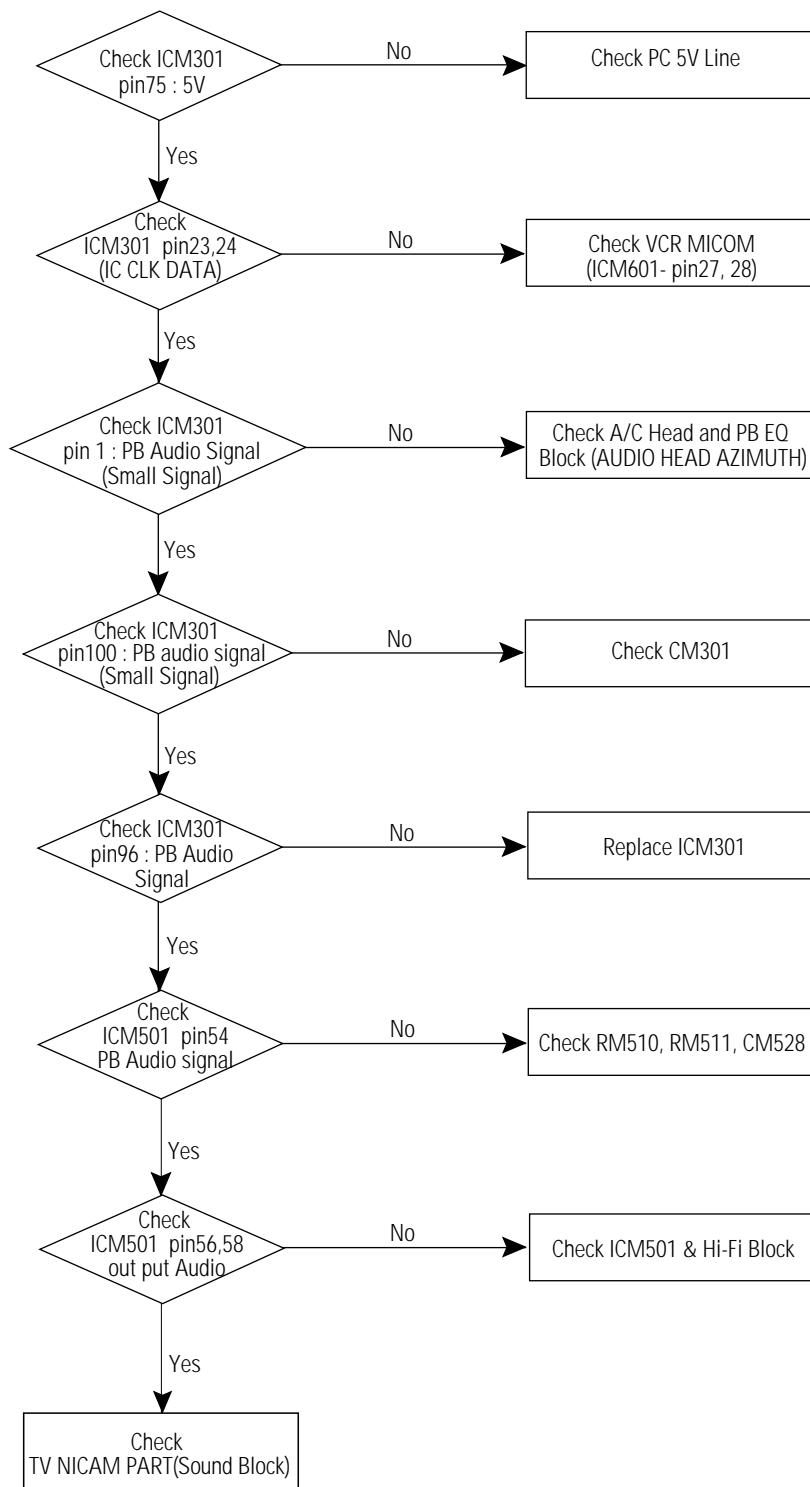 Check ICM301
pin75 : 5V
No
Check PC 5V Line
Yes
Check
ICM301 pin23,24
(IC CLK DATA)
No
Check VCR MICOM
(ICM601- pin27, 28)
Yes
Check ICM301
pin 1 : PB Audio Signal
(Small Signal)
No
Check A/C Head and PB EQ
Block (AUDIO HEAD AZIMUTH)
Yes
Check ICM301
pin100 : PB audio signal
(Small Signal)
No
Check CM301
Yes
Check ICM301
pin96 : PB Audio
Signal
No
Replace ICM301
Yes
Check
ICM501 pin54
PB Audio signal
No
Check RM510, RM511, CM528
Yes
Check
ICM501 pin56,58
out put Audio
No
Check ICM501 & Hi-Fi Block
Yes
Check
TV NICAM PART(Sound Block)